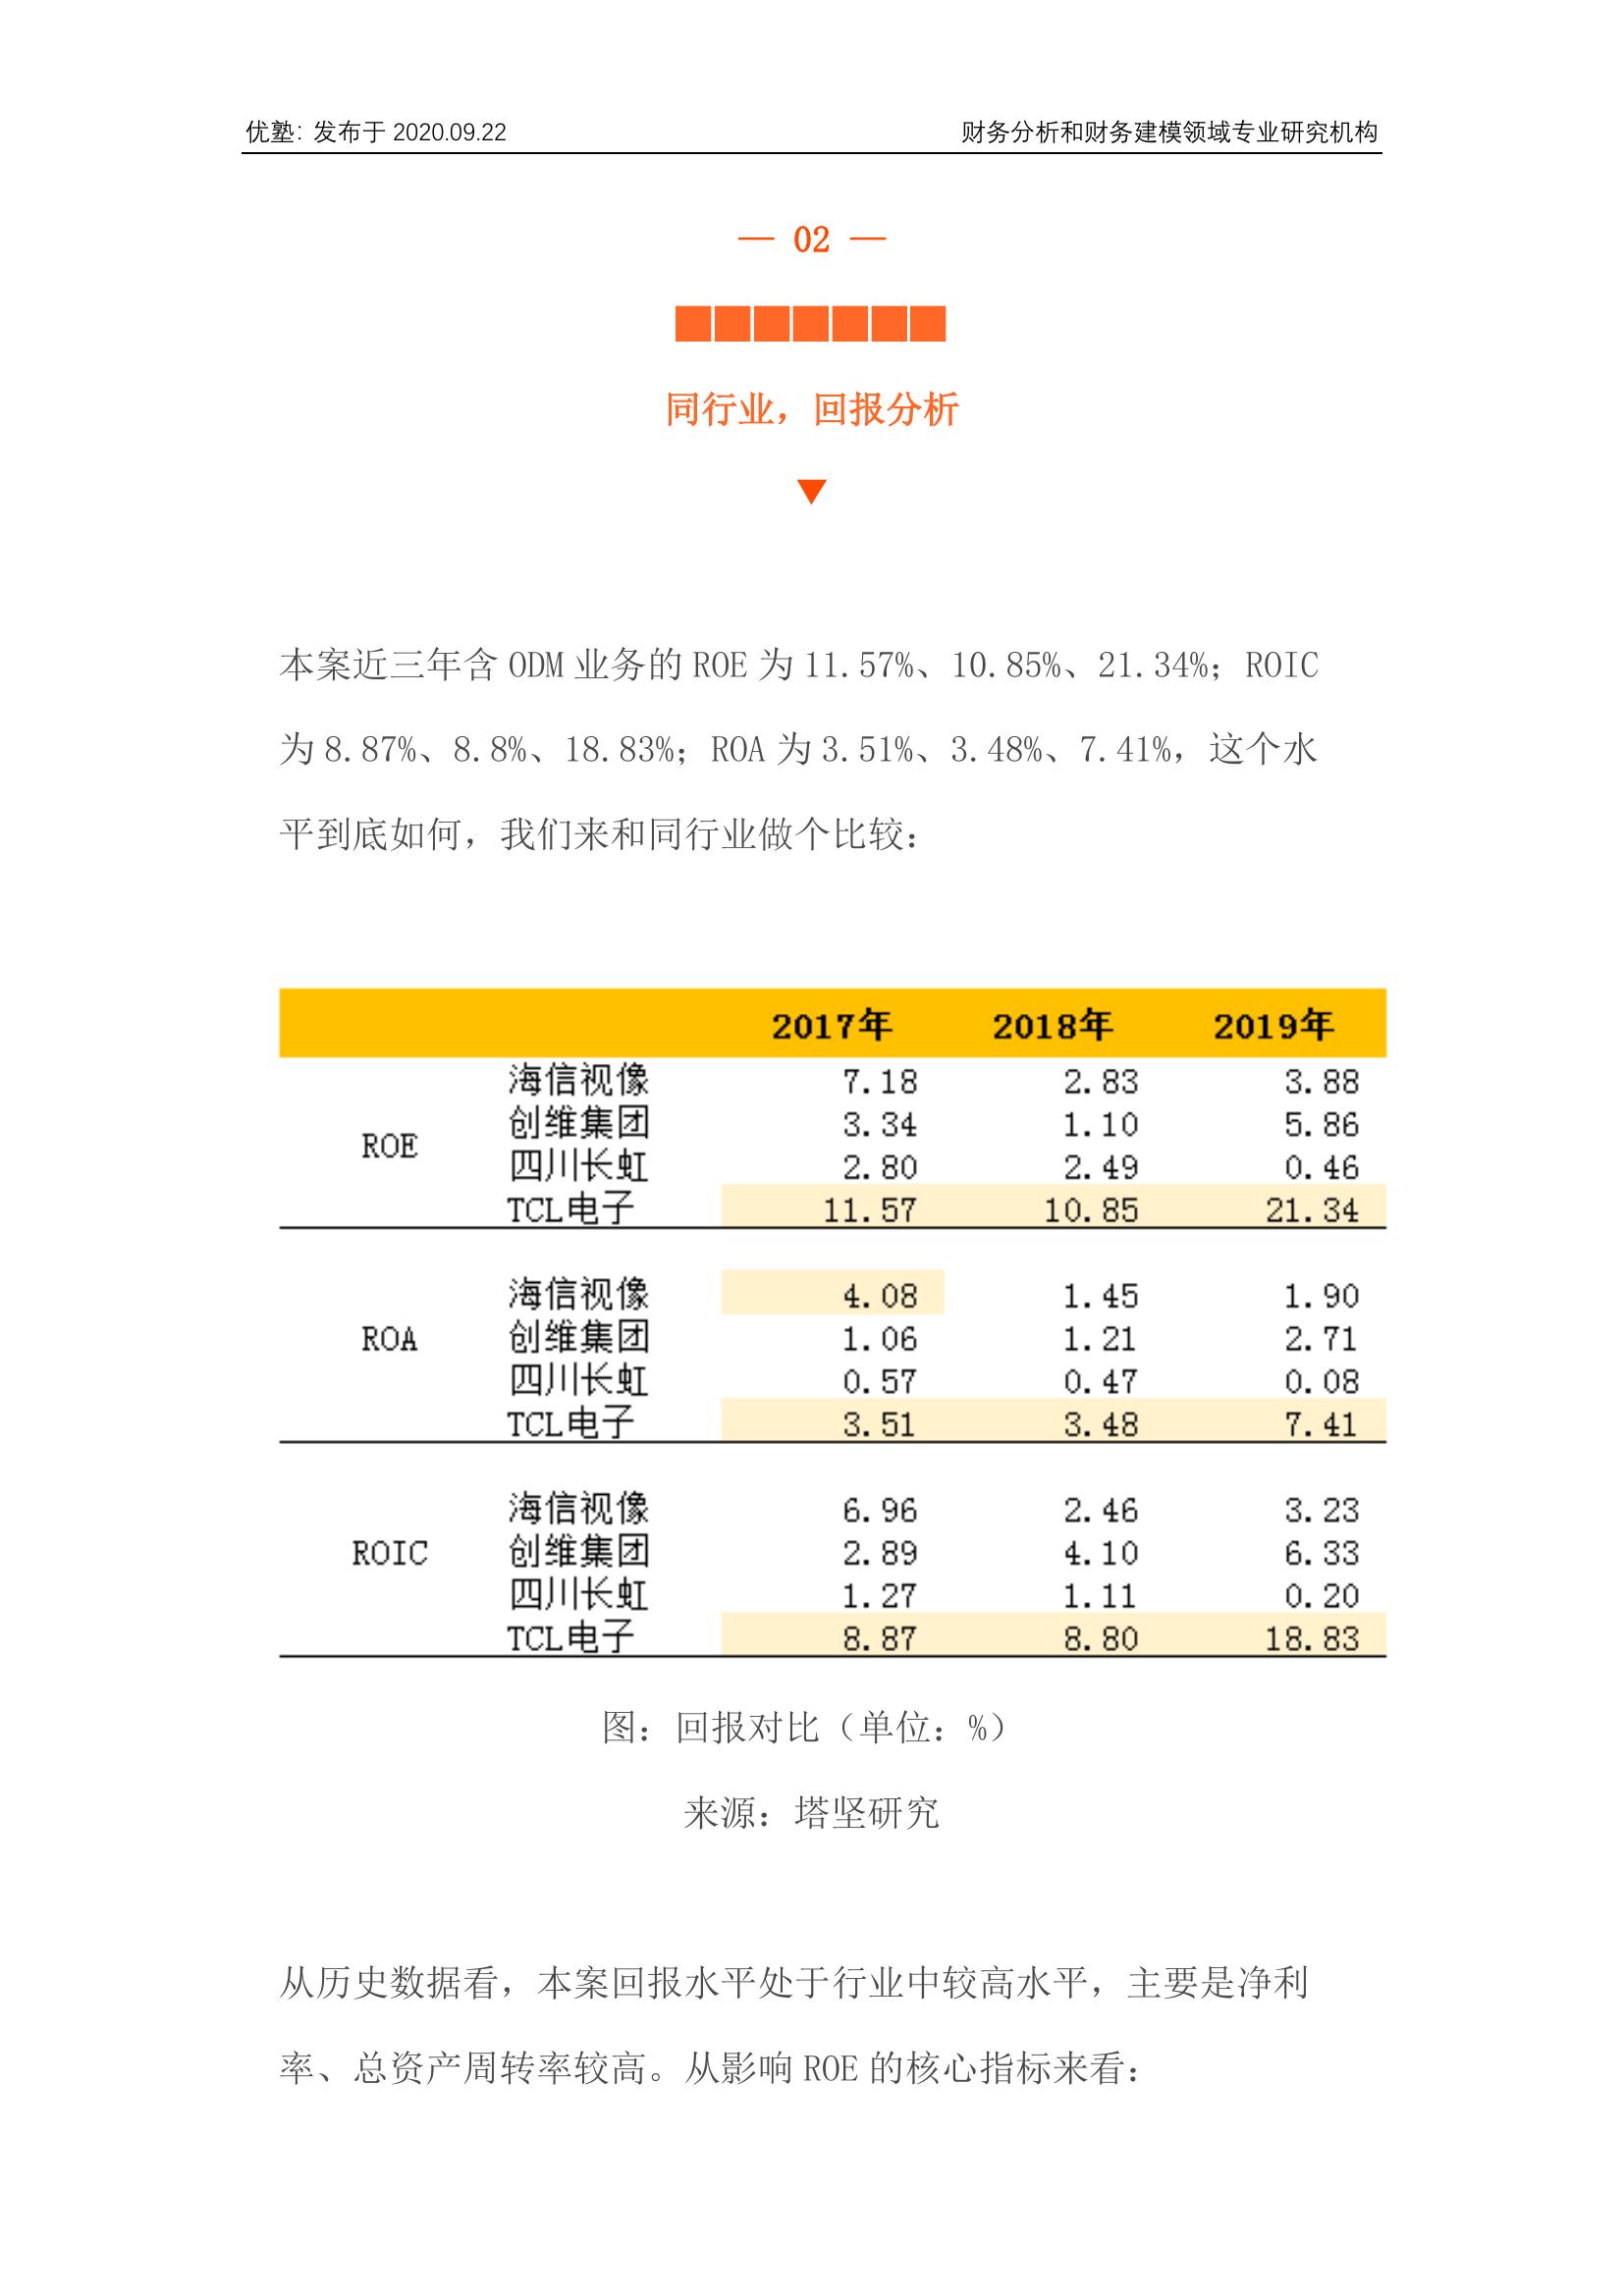 优塾：发布于 2020.09.22 财务分析和财务建模领域专业研究机构
— 02 —
同行业，回报分析
本案近三年含 ODM 业务的 ROE 为 11.57%、10.85%、21.34%；ROIC
为 8.87%、8.8%、18.83%；ROA 为 3.51%、3.48%、7.41%，这个水
平到底如何，我们来和同行业做个比较：
2017年 2018年 2019年
海信视像 7.18 2.83 3.88
创维集团 3.34 1.10 5.86
ROE
四川长虹 2.80 2.49 0.46
TCL电子 11.57 10.85 21.34
海信视像 4.08 1.45 1.90
ROA 创维集团 1.06 1.21 2.71
四川长虹 0.57 0.47 0.08
TCL电子 3.51 3.48 7.41
海信视像 6.96 2.46 3.23
ROIC 创维集团 2.89 4.10 6.33
四川长虹 1.27 1.11 0.20
TCL电子 8.87 8.80 18.83
图：回报对比（单位：%）
来源：塔坚研究
从历史数据看，本案回报水平处于行业中较高水平，主要是净利
率、总资产周转率较高。从影响 ROE 的核心指标来看：